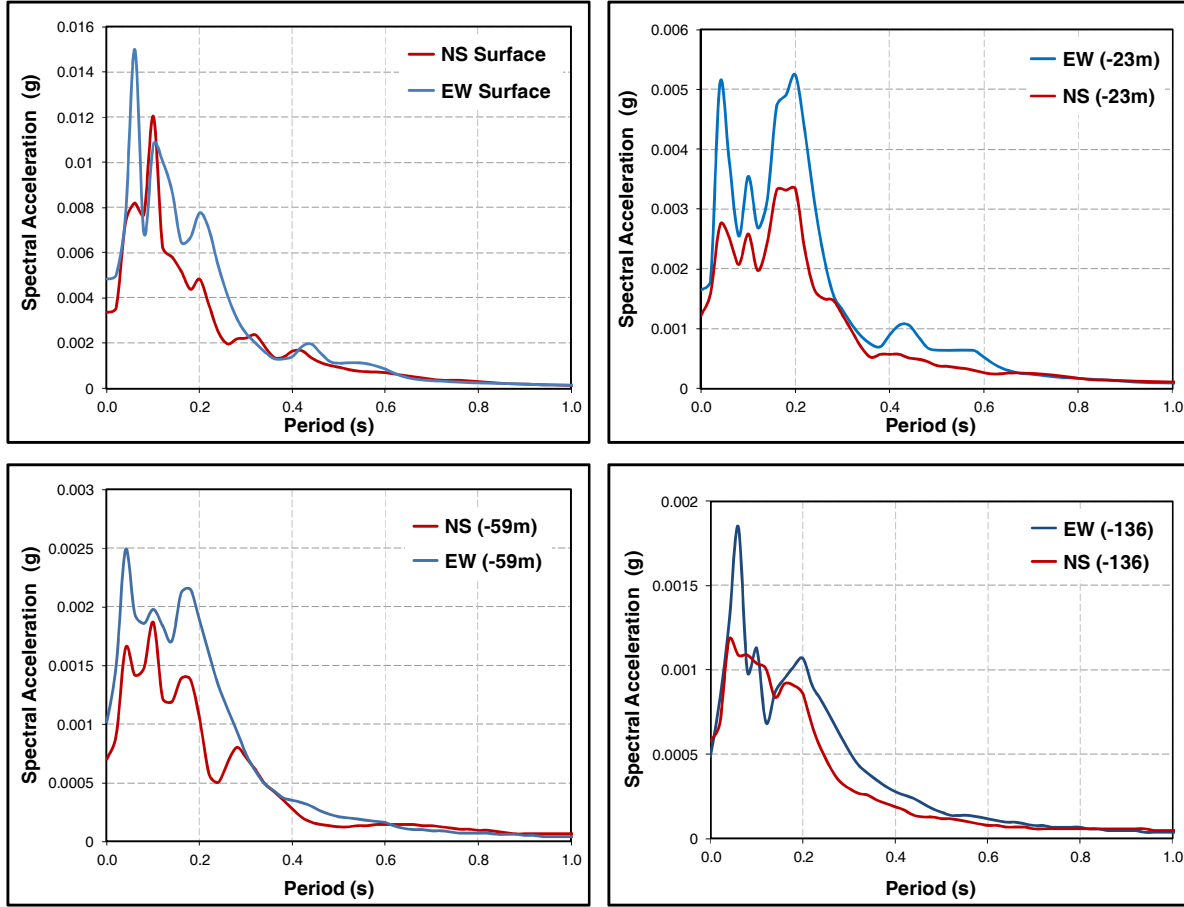 0.016
0.014
0.012
0.01
0.008
0.006
0.004
0.002
0
Spectral Acceleration (g)
NS Surface
EW Surface
0.0 0.2 0.4 0.6 0.8 1.0
Period (s)
0.006
0.005
0.004
0.003
0.002
0.001
0
Spectral Acceleration (g)
EW (-23m)
NS (-23m)
0.0 0.2 0.4 0.6 0.8 1.0
Period (s)
0.003
0.0025
0.002
0.0015
0.001
0.0005
0
Spectral Acceleration (g)
NS (-59m)
EW (-59m)
0.0 0.2 0.4 0.6 0.8 1.0
Period (s)
0.002
0.0015
0.001
0.0005
0
Spectral Acceleration (g)
EW (-136)
NS (-136)
0.0 0.2 0.4 0.6 0.8 1.0
Period (s)